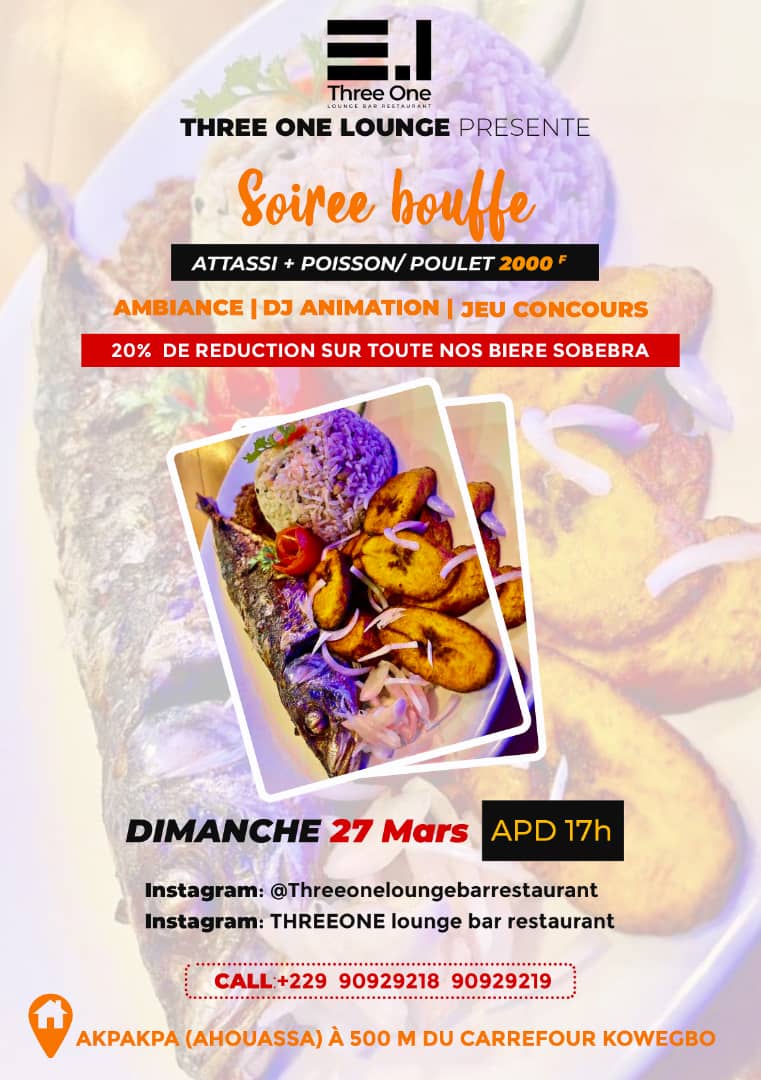 Three One
LOUNGE BAR RESTAURANT
THREE ONE LOUNGE PRESENTE
Soiree bouffe
ATTASSI + POISSON/ POULET 2000 F
AMBIANCE | DJ ANIMATION | JEU CONCOURS
20% DE REDUCTION SUR TOUTE NOS BIERE SOBEBRA
DIMANCHE 27 Mars APD 17h
Instagram: @Threeoneloungebarrestaurant
Instagram: THREEONE lounge bar restaurant
CALL:+229 90929218 90929219
AKPAKPA (AHOUASSA) À 500 M DU CARREFOUR KOWEGBO